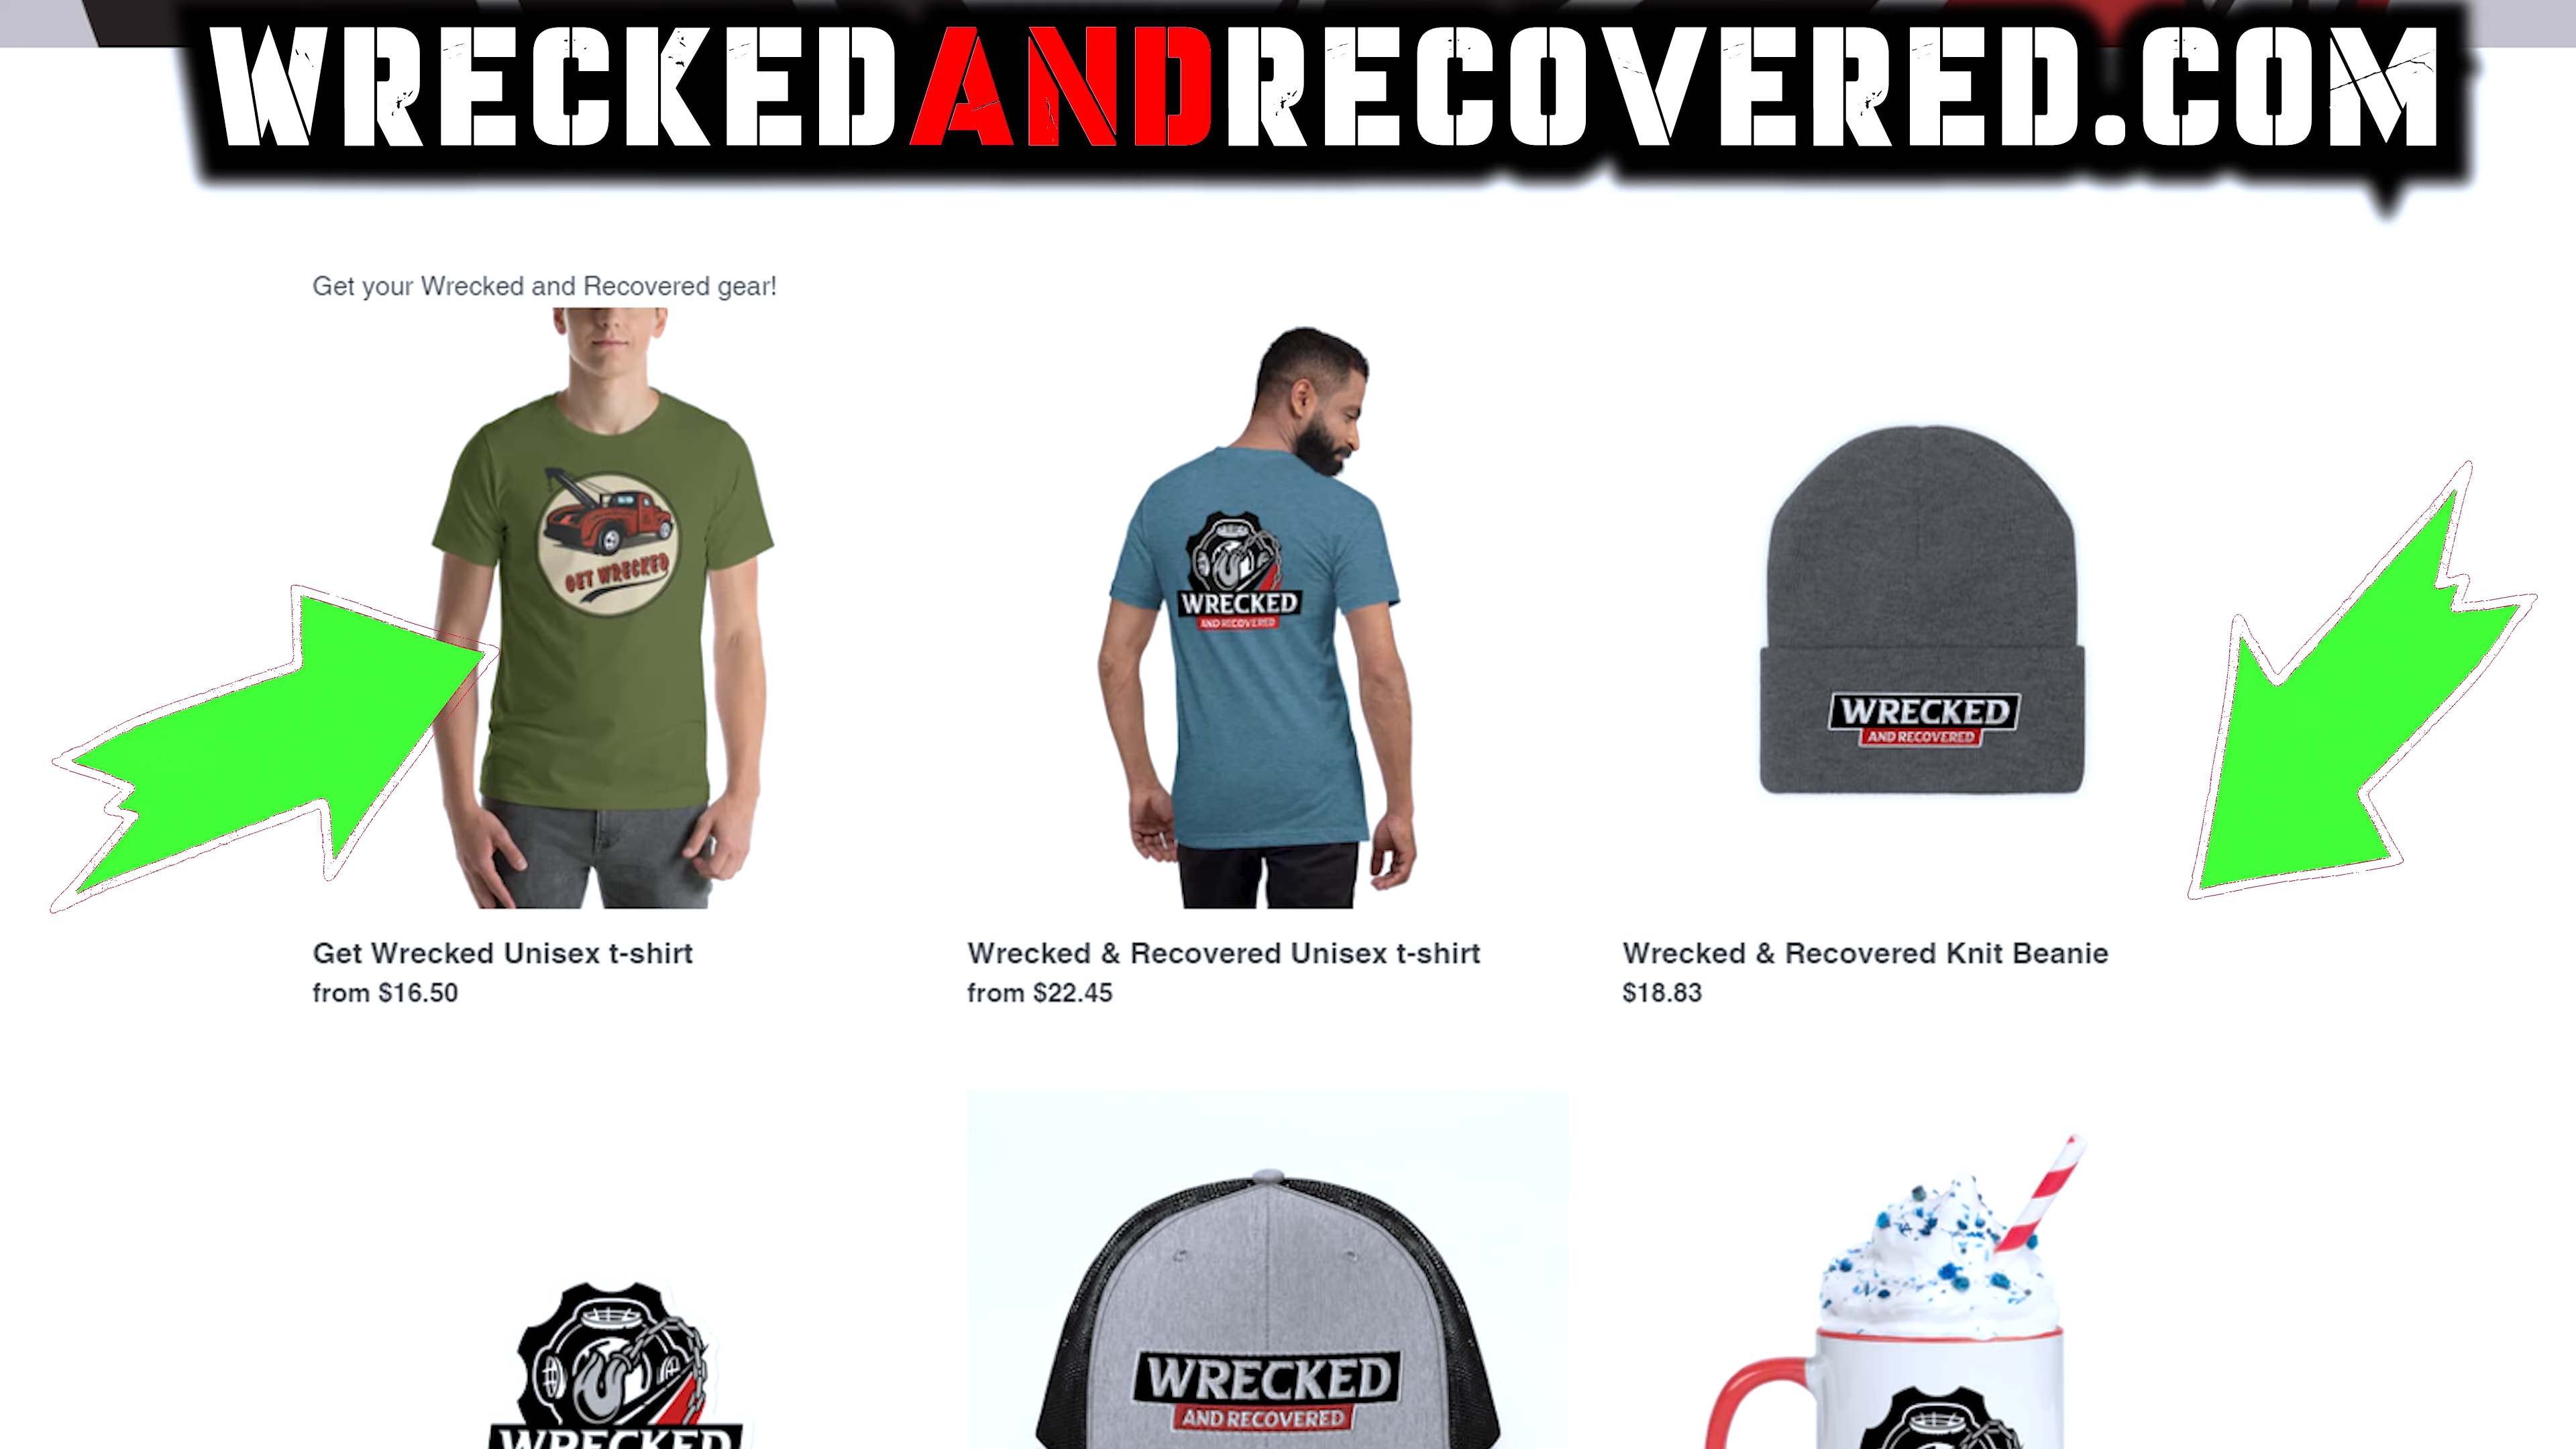 WRECKEDANDRECOVERED.COM
Get your Wrecked and Recovered gear!
GET WRECKED
WRECKED
AND RECOVERED
WRECKED
AND RECOVERED
Get Wrecked Unisex t-shirt
from $16.50
Wrecked & Recovered Unisex t-shirt
from $22.45
Wrecked & Recovered Knit Beanie
$18.83
WRECKED
WRECKED
AND RECOVERED